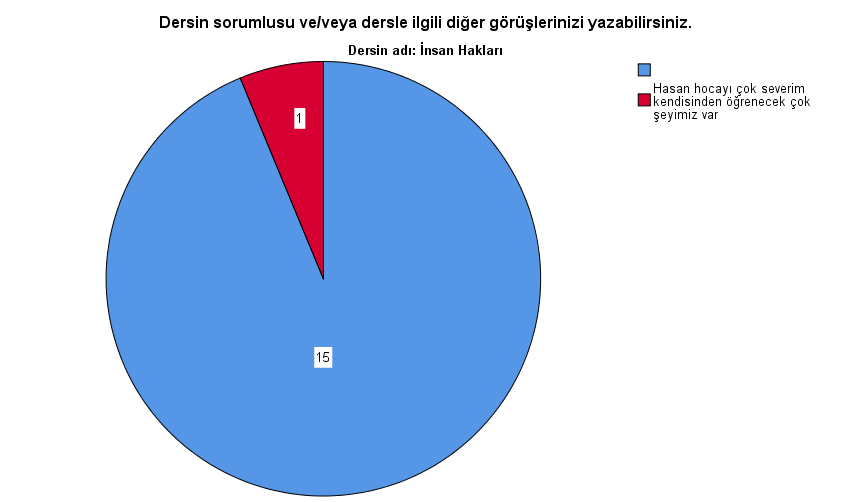 Dersin sorumlusu ve/veya dersle ilgili diğer görüşlerinizi yazabilirsiniz.
Dersin adı: İnsan Hakları
Hasan hocayı çok severim
kendisinden öğrenecek çok
şeyimiz var
1
15